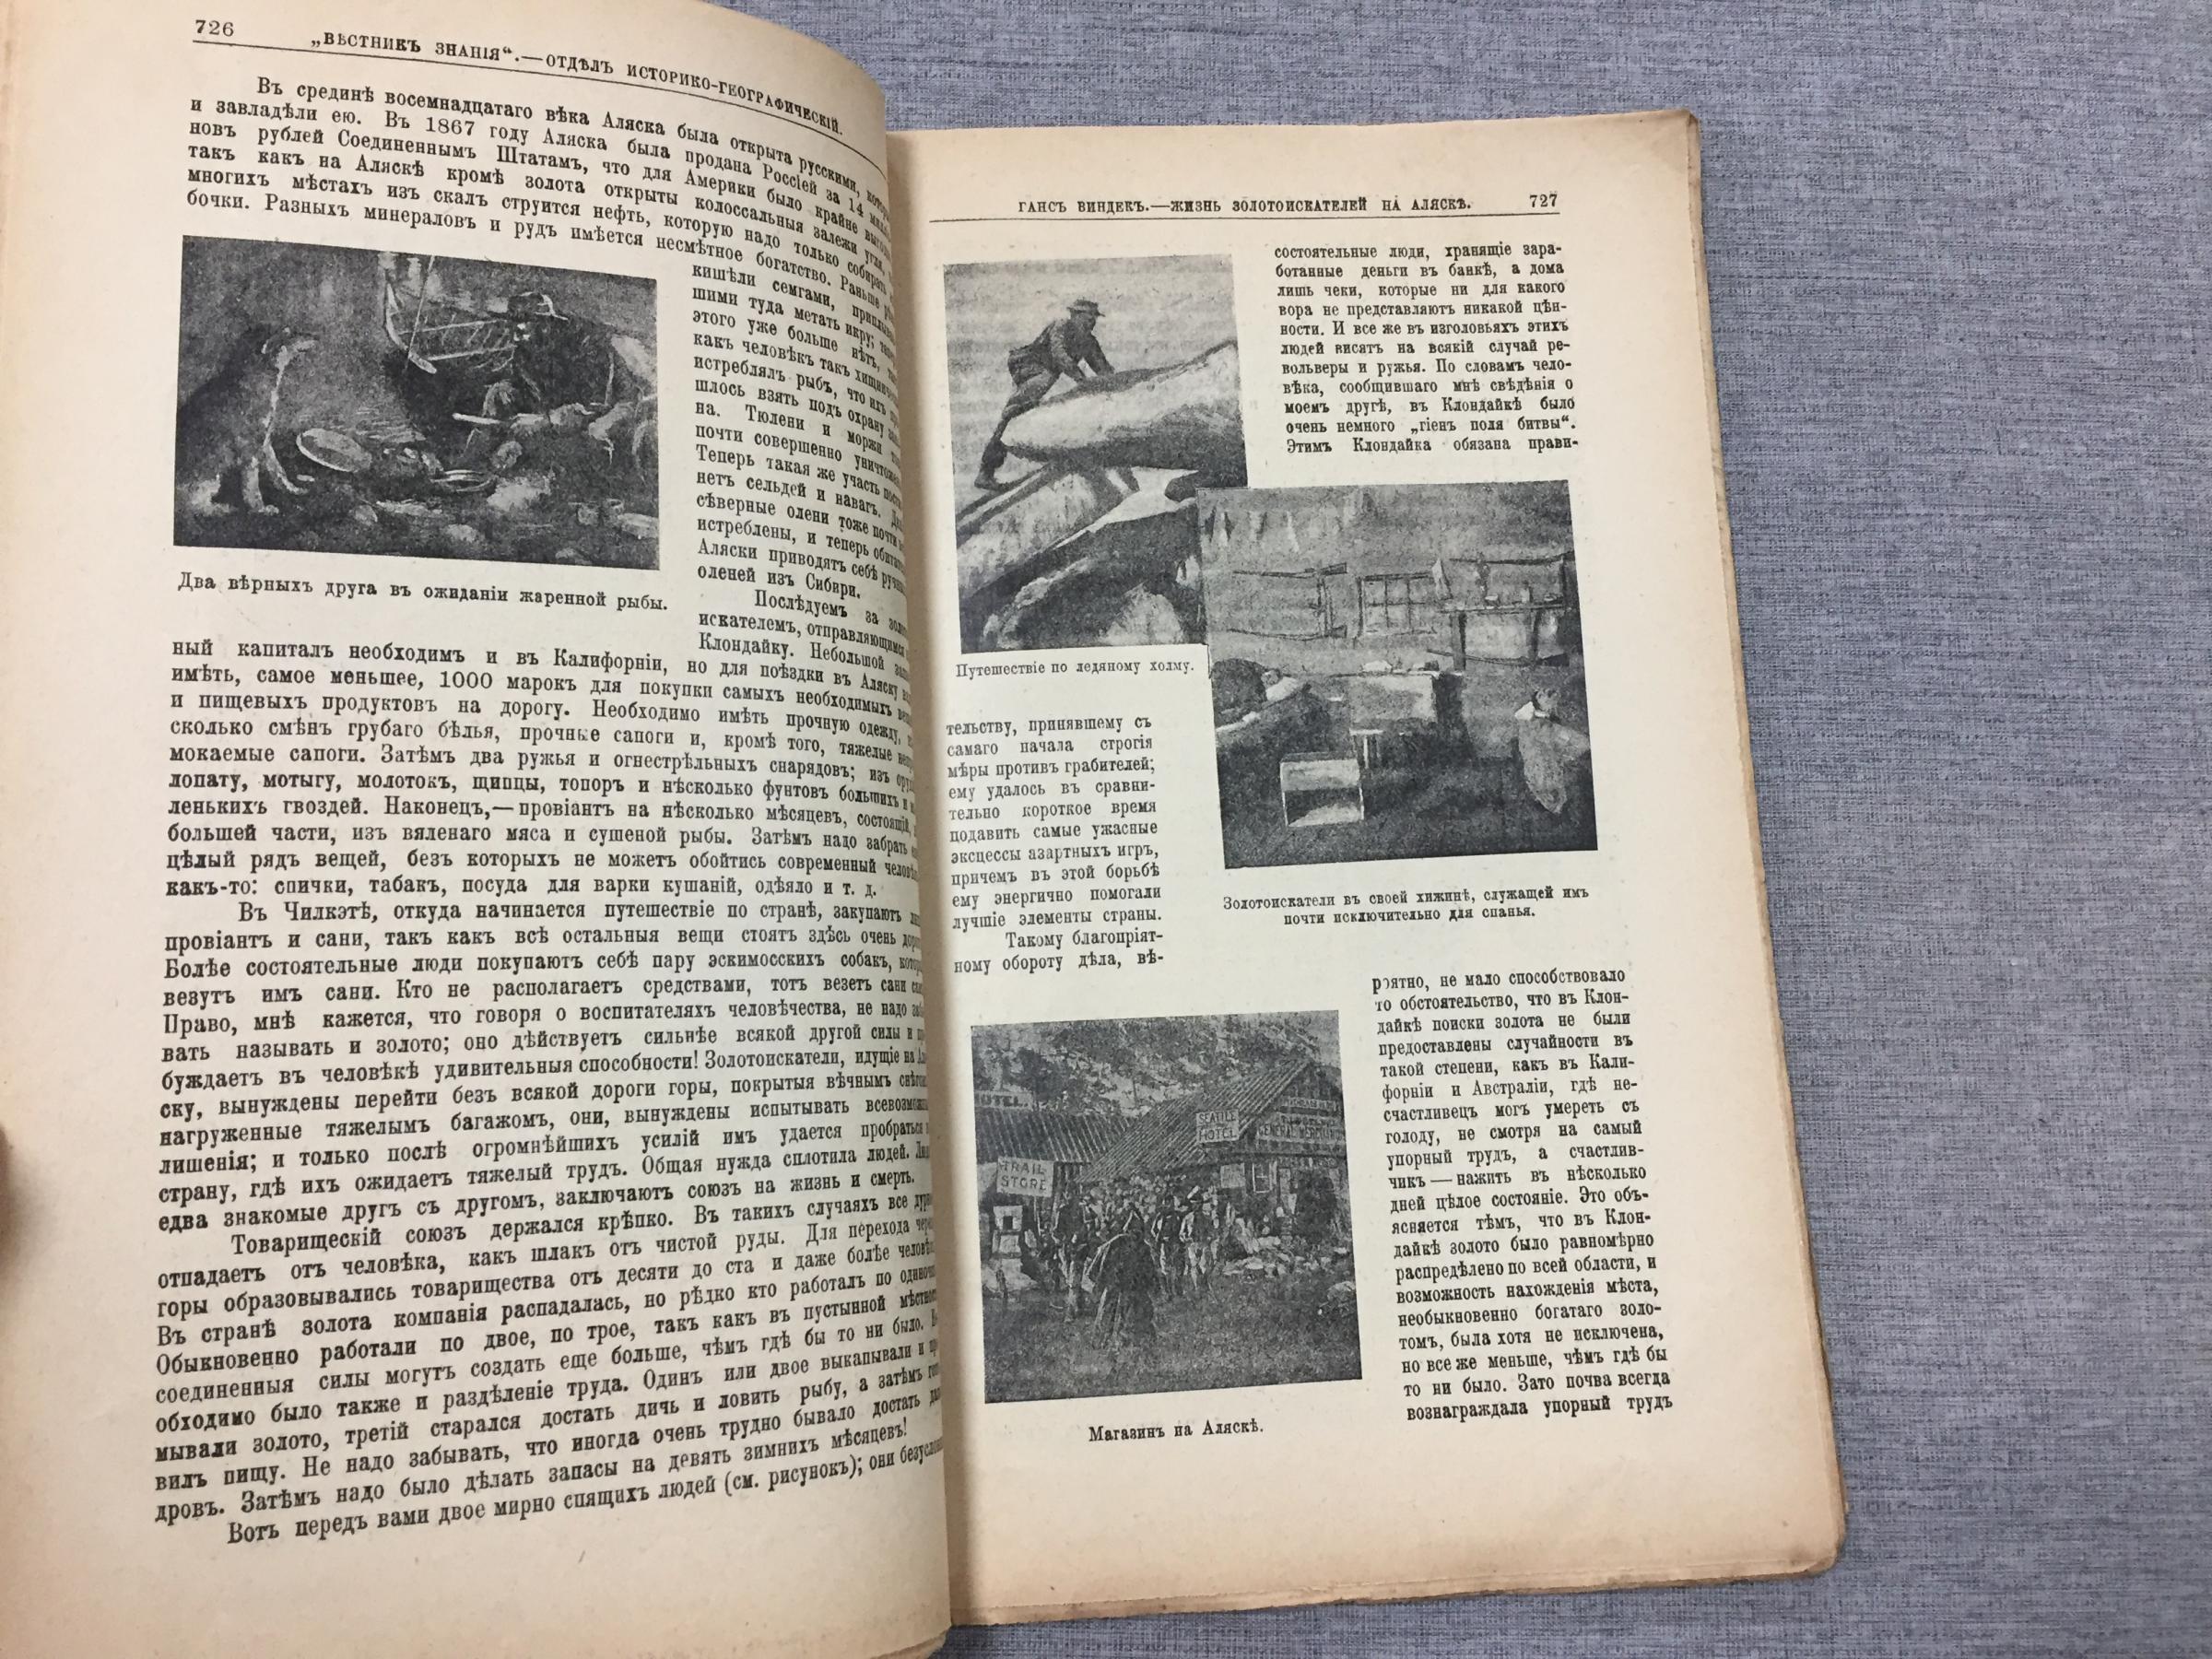 726
„ВѢСТНИКЪ ЗНАНІЯ“.—ОТДѢЛЪ ИСТОРИКО-ГЕОГРАФИЧЕСКІЙ.
Въ срединѣ восемнадцатаго вѣка Аляска была открыта русскими,
и завладѣли ею. Въ 1867 году Аляска была продана Россіей за 14
новъ рублей Соединеннымъ Штатамъ, что для Америки было крайне
такъ какъ на Аляскѣ кромѣ золота открыты колоссальныя залежи угля,
многихъ мѣстахъ изъ скалъ струится нефть, которую надо только собирать
бочки. Разныхъ минераловъ и рудъ имѣется несмѣтное богатство. Раньше
кишѣли семгами,
шими туда метать икру;
этого уже больше нѣтъ,
какъ человѣкъ такъ
истреблялъ рыбъ, что ихъ
шлось взять подъ охрану
на. Тюлени и моржи
почти совершенно
Теперь такая же участь
нетъ сельдей и навагъ.
сѣверные олени тоже почти
истреблены, и теперь
Аляски приводятъ себѣ
оленей изъ Сибири.
Два вѣрныхъ друга въ ожиданіи жаренной рыбы.
Послѣдуемъ за
искателемъ, отправляющимся
Клондайку. Небольшой
ный капиталъ необходимъ и въ Калифорніи, но для поѣздки въ Аляску
имѣть, самое меньшее, 1000 марокъ для покупки самыхъ необходимыхъ
и пищевыхъ продуктовъ на дорогу. Необходимо имѣть прочную одежду,
сколько смѣнъ грубаго бѣлья, прочные сапоги и, кромѣ того, тяжелые
мокаемые сапоги. Затѣмъ два ружья и огнестрѣльныхъ снарядовъ; изъ
лопату, мотыгу, молотокъ, щипцы, топоръ и нѣсколько фунтовъ большихъ и
ленькихъ гвоздей. Наконецъ,—провіантъ на нѣсколько мѣсяцевъ, состоящій,
большей части, изъ вяленаго мяса и сушеной рыбы. Затѣмъ надо забрать
цѣлый рядъ вещей, безъ которыхъ не можетъ обойтись современный
какъ-то: спички, табакъ, посуда для варки кушаній, одѣяло и т. д.
Въ Чилкэтѣ, откуда начинается путешествіе по странѣ, закупаютъ
провіантъ и сани, такъ какъ всѣ остальныя вещи стоятъ здѣсь очень
Болѣе состоятельные люди покупаютъ себѣ пару эскимосскихъ собакъ,
везутъ имъ сани. Кто не располагаетъ средствами, тотъ везетъ сани
Право, мнѣ кажется, что говоря о воспитателяхъ человѣчества, не надо
вать называть и золото; оно дѣйствуетъ сильнѣе всякой другой силы и
буждаетъ въ человѣкѣ удивительныя способности! Золотоискатели, идущіе на
ску, вынуждены перейти безъ всякой дороги горы, покрытыя вѣчнымъ
нагруженные тяжелымъ багажомъ, они, вынуждены испытывать
лишенія; и только послѣ огромнѣйшихъ усилій имъ удается пробраться
страну, гдѣ ихъ ожидаетъ тяжелый трудъ. Общая нужда сплотила людей.
едва знакомые другъ съ другомъ, заключаютъ союзъ на жизнь и смерть.
Товарищескій союзъ держался крѣпко. Въ такихъ случаяхъ все
отпадаетъ отъ человѣка, какъ шлакъ отъ чистой руды. Для перехода
горы образовывались товарищества отъ десяти до ста и даже болѣе
Въ странѣ золота компанія распадалась, но рѣдко кто работалъ по
Обыкновенно работали по двое, по трое, такъ какъ въ пустынной
соединенныя силы могутъ создать еще больше, чѣмъ гдѣ бы то ни было.
обходимо было также и раздѣленіе труда. Одинъ или двое выкапывали и
мывали золото, третій старался достать дичь и ловить рыбу, а затѣмъ
вилъ пищу. Не надо забывать, что иногда очень трудно бывало достать
дровъ. Затѣмъ надо было дѣлать запасы на девять зимнихъ мѣсяцевъ!
Вотъ передъ вами двое мирно спящихъ людей (см. рисунокъ); они
ГАНСЪ ВИНДЕКЪ.—ЖИЗНЬ ЗОЛОТОИСКАТЕЛЕЙ НА АЛЯСКѢ.
727
состоятельные люди, хранящіе зара-
ботанные деньги въ банкѣ, а дома
лишь чеки, которые ни для какого
вора не представляютъ никакой цѣн-
ности. И все же въ изголовьяхъ этихъ
людей висятъ на всякій случай ре-
вольверы и ружья. По словамъ чело-
вѣка, сообщившаго мнѣ свѣдѣнія о
моемъ другѣ, въ Клондайкѣ было
очень немного „гіенъ поля битвы“.
Этимъ Клондайка обязана прави-
Путешествіе по ледяному холму.
тельству, принявшему съ
самаго начала строгія
мѣры противъ грабителей;
ему удалось въ сравни-
тельно короткое время
подавить самые ужасные
эксцессы азартныхъ игръ,
причемъ въ этой борьбѣ
ему энергично помогали
лучшіе элементы страны.
Такому благопріят-
ному обороту дѣла, вѣ-
Золотоискатели въ своей хижинѣ, служащей имъ
почти исключительно для спанья.
роятно, не мало способствовало
то обстоятельство, что въ Клон-
дайкѣ поиски золота не были
предоставлены случайности въ
такой степени, какъ въ Кали-
форніи и Австраліи, гдѣ не-
счастливецъ могъ умереть съ
голоду, не смотря на самый
упорный трудъ, а счастлив-
чикъ — нажить въ нѣсколько
дней цѣлое состояніе. Это объ-
ясняется тѣмъ, что въ Клон-
дайкѣ золото было равномѣрно
распредѣлено по всей области, и
возможность нахожденія мѣста,
необыкновенно богатаго золо-
томъ, была хотя не исключена,
но все же меньше, чѣмъ гдѣ бы
то ни было. Зато почва всегда
вознаграждала упорный трудъ
HOTEL
SEATTLE
HOTEL
GENERAL
TRAIL
STORE
Магазинъ на Аляскѣ.